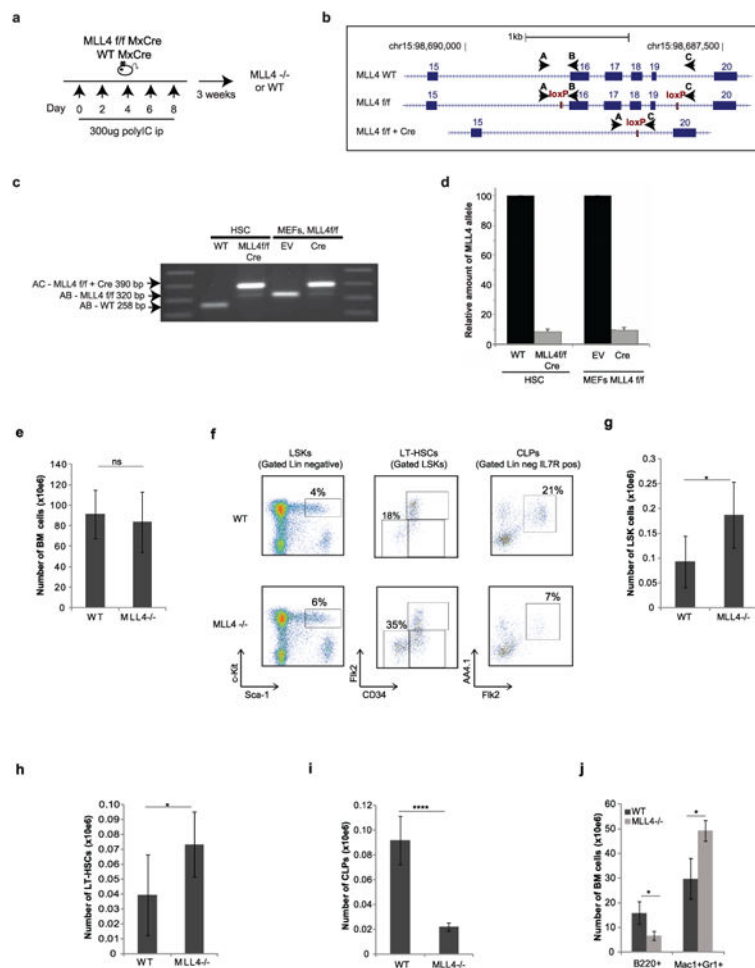 a
MLL4 f/f MxCre
WT MxCre
3 weeks
MLL4 -/-
or WT
Day 0 2 4 6 8
300ug polyIC ip
b
1kb
chr15:98,690,000 chr15:98,687,500
A B C
15 16 17 18 19 20
MLL4 WT
A loxP B loxP C
15 16 17 18 19 20
MLL4 f/f
A loxP C
15 20
MLL4 f/f + Cre
c
HSC MEFs, MLL4f/f
WT MLL4f/f Cre EV Cre
AC - MLL4 f/f + Cre 390 bp
AB - MLL4 f/f 320 bp
AB - WT 258 bp
d
Relative amount of MLL4 allele
100
80
60
40
20
0
WT MLL4f/f Cre EV Cre
HSC MEFs MLL4 f/f
e
Number of BM cells (x10e6)
140
120
100
80
60
40
20
0
ns
WT MLL4-/-
f
LSKs
(Gated Lin negative)
LT-HSCs
(Gated LSKs)
CLPs
(Gated Lin neg IL7R pos)
WT
4%
18%
21%
MLL4 -/-
6%
35%
7%
c-Kit
Sca-1
Flk2
CD34
AA4.1
Flk2
g
Number of LSK cells (x10e6)
0.3
0.25
0.2
0.15
0.1
0.05
0
*
WT MLL4-/-
h
Number of LT-HSCs (x10e6)
0.10
0.09
0.08
0.07
0.06
0.05
0.04
0.03
0.02
0.01
0.00
*
WT MLL4-/-
i
Number of CLPs (x10e6)
0.12
0.10
0.08
0.06
0.04
0.02
0
****
WT MLL4-/-
j
Number of BM cells (x10e6)
60
50
40
30
20
10
0
WT
MLL4-/-
*
*
B220+ Mac1+Gr1+